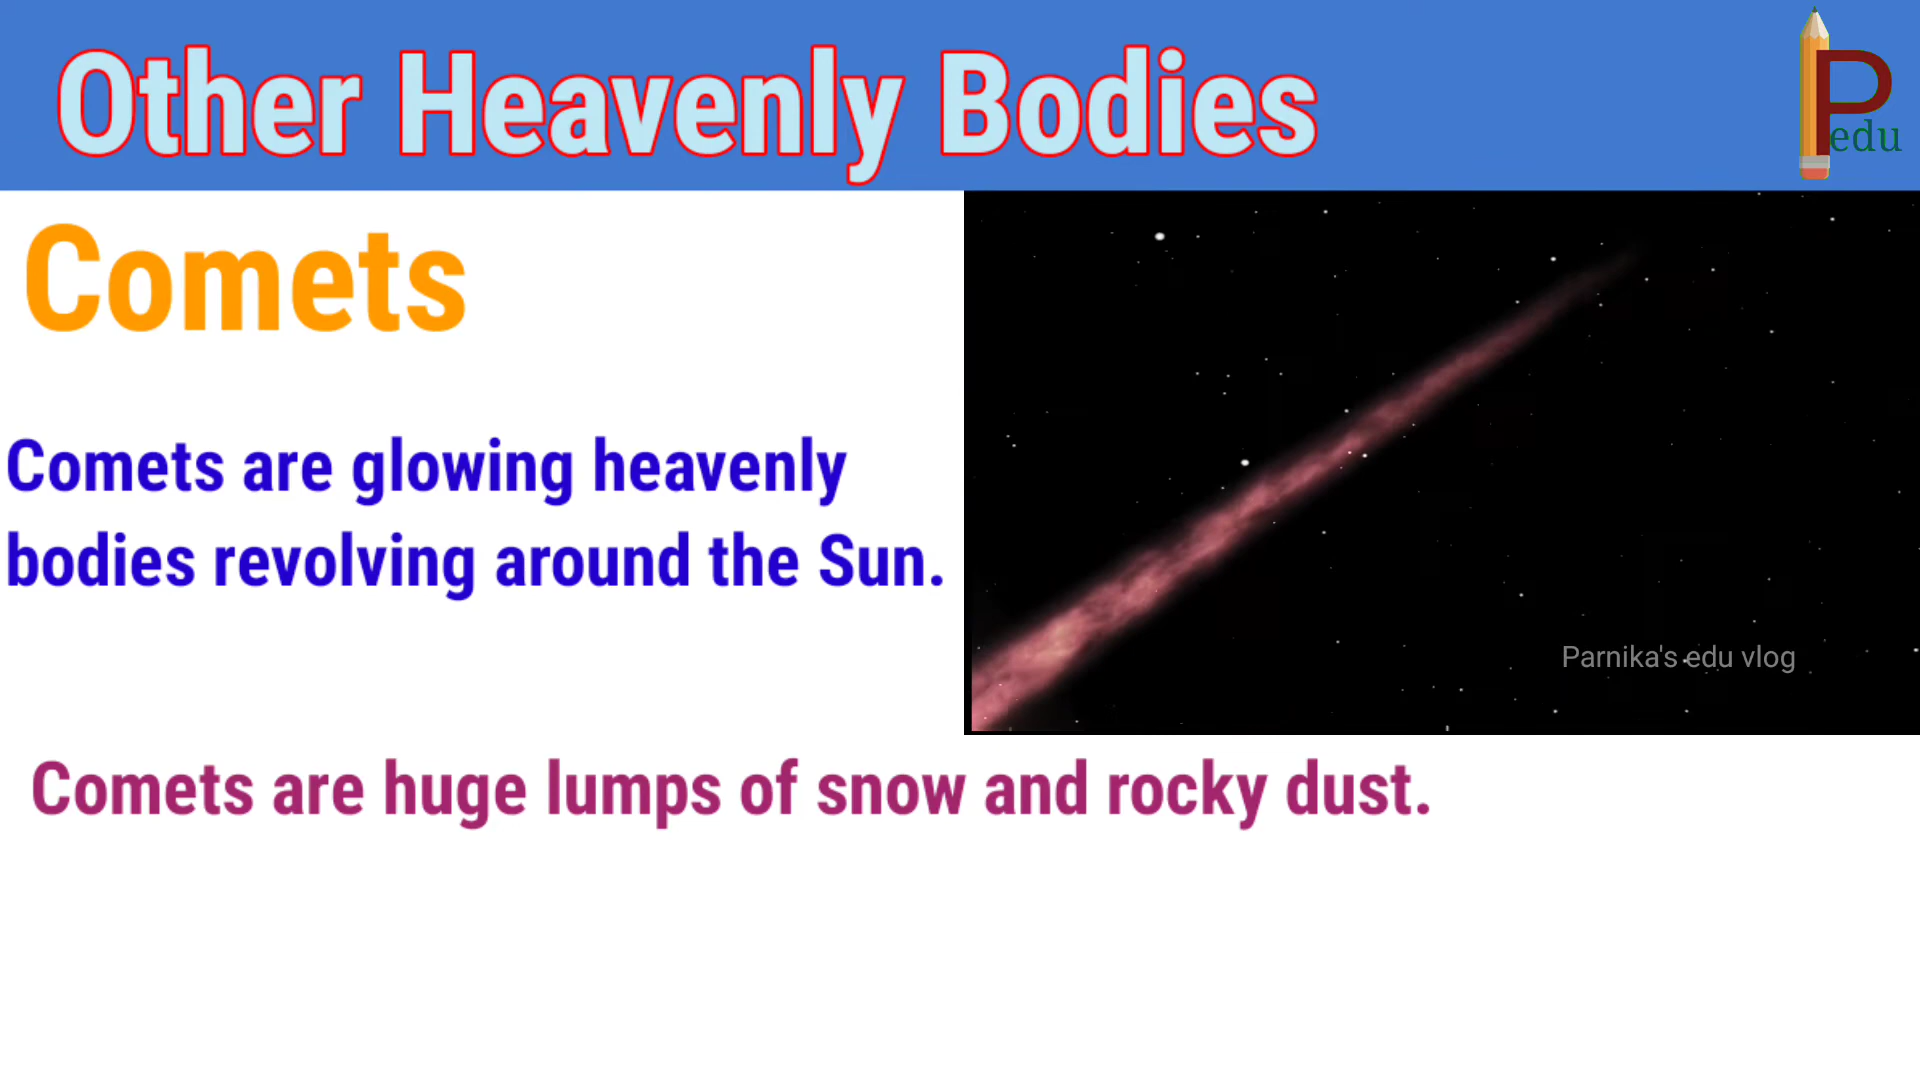 Other Heavenly Bodies
P
edu
Comets
Comets are glowing heavenly
bodies revolving around the Sun.
Parnika's edu vlog
Comets are huge lumps of snow and rocky dust.